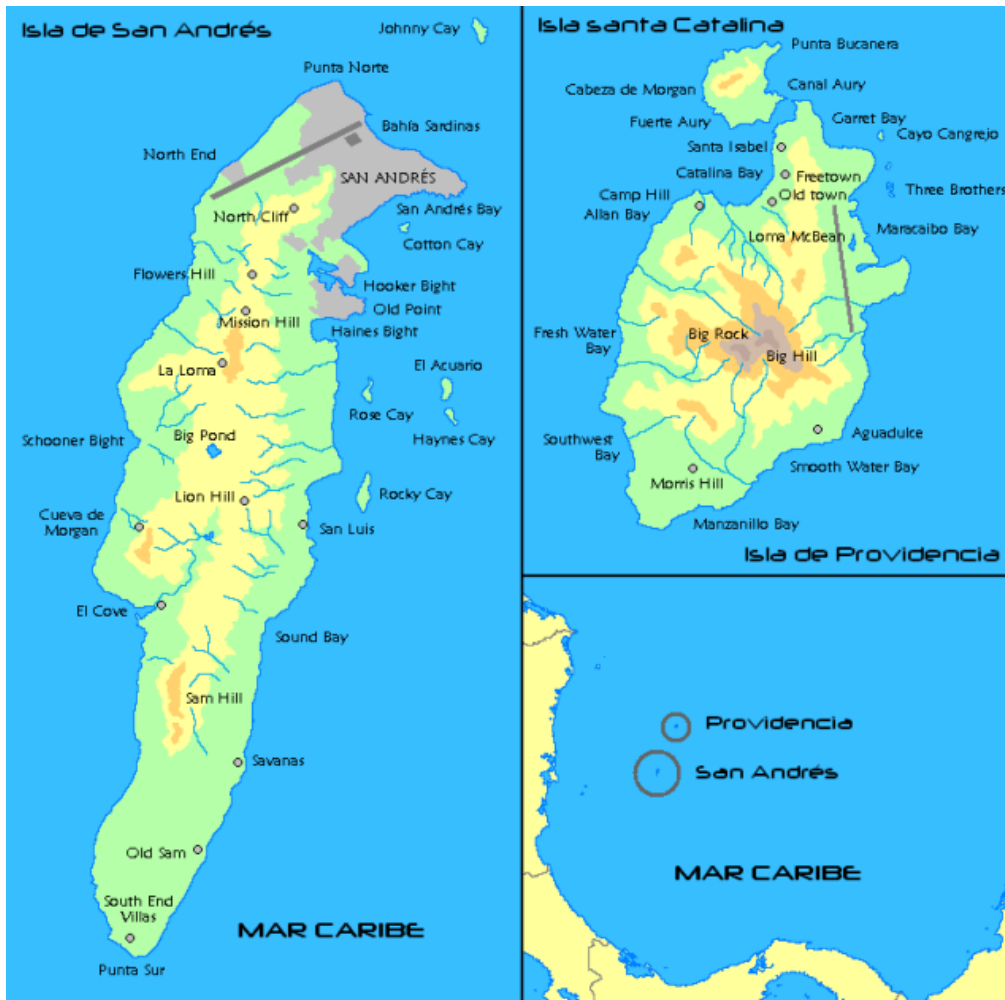 Isla de San Andrés
Johnny Cay
Punta Norte
Bahía Sardinas
North End
SAN ANDRÉS
San Andrés Bay
North Cliff
Cotton Cay
Flowers Hill
Hooker Bight
Old Point
Mission Hill
Haines Bight
La Loma
El Acuario
Rose Cay
Haynes Cay
Schooner Bight
Big Pond
Lion Hill
Rocky Cay
Cueva de
Morgan
San Luis
El Cove
Sound Bay
Sam Hill
Savanas
Old Sam
South End
Villas
Punta Sur
MAR CARIBE
Isla santa Catalina
Punta Bucanera
Cabeza de Morgan
Canal Aury
Fuerte Aury
Garret Bay
Cayo Cangrejo
Santa Isabel
Catalina Bay
Freetown
Three Brothers
Camp Hill
Old town
Allan Bay
Loma McBean
Maracaibo Bay
Fresh Water
Bay
Big Rock
Big Hill
Southwest
Bay
Aguadulce
Morris Hill
Smooth Water Bay
Manzanillo Bay
Isla de Providencia
Providencia
San Andrés
MAR CARIBE